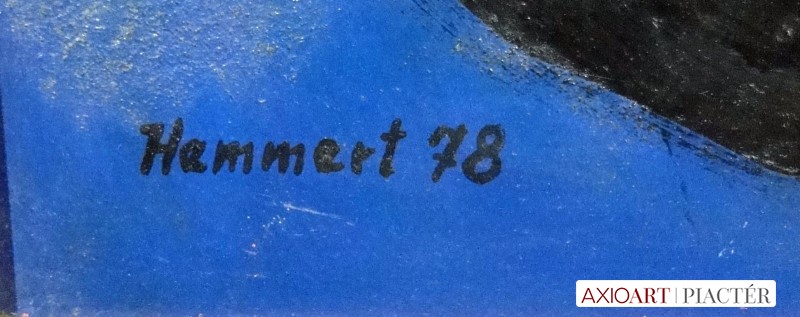 Hammert 78
AXIOART | PIACTÉR